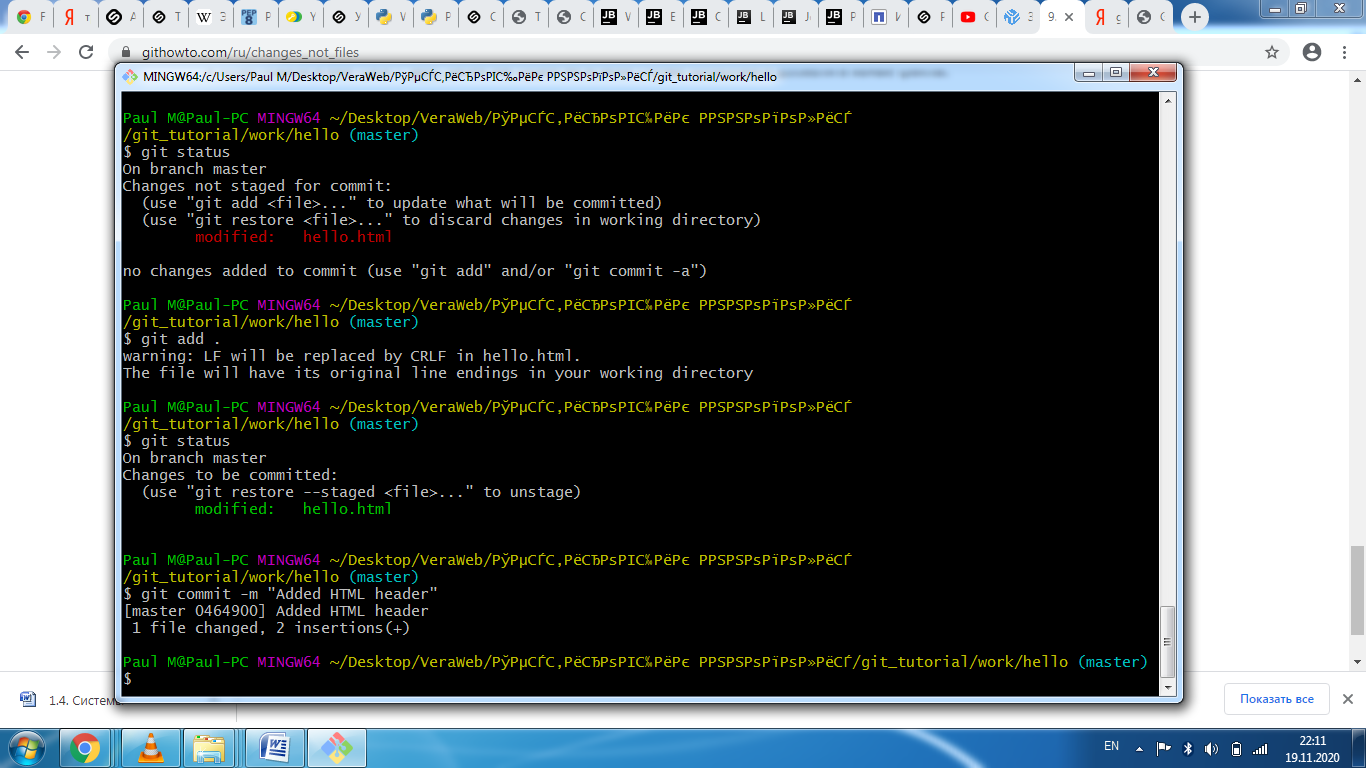 githowto.com/ru/changes_not_files
MINGW64:/c/Users/Paul M/Desktop/VeraWeb/РўРµСЃС‚РёСЂРѕРІС‰РёРє РРЅРЅРѕРїРѕР»РёСЃ/git_tutorial/work/hello
Paul M@Paul-PC MINGW64 ~/Desktop/VeraWeb/РўРµСЃС‚РёСЂРѕРІС‰РёРє РРЅРЅРѕРїРѕР»РёСЃ
/git_tutorial/work/hello (master)
$ git status
On branch master
Changes not staged for commit:
(use "git add <file>..." to update what will be committed)
(use "git restore <file>..." to discard changes in working directory)
modified: hello.html
no changes added to commit (use "git add" and/or "git commit -a")
Paul M@Paul-PC MINGW64 ~/Desktop/VeraWeb/РўРµСЃС‚РёСЂРѕРІС‰РёРє РРЅРЅРѕРїРѕР»РёСЃ
/git_tutorial/work/hello (master)
$ git add .
warning: LF will be replaced by CRLF in hello.html.
The file will have its original line endings in your working directory
Paul M@Paul-PC MINGW64 ~/Desktop/VeraWeb/РўРµСЃС‚РёСЂРѕРІС‰РёРє РРЅРЅРѕРїРѕР»РёСЃ
/git_tutorial/work/hello (master)
$ git status
On branch master
Changes to be committed:
(use "git restore --staged <file>..." to unstage)
modified: hello.html
Paul M@Paul-PC MINGW64 ~/Desktop/VeraWeb/РўРµСЃС‚РёСЂРѕРІС‰РёРє РРЅРЅРѕРїРѕР»РёСЃ
/git_tutorial/work/hello (master)
$ git commit -m "Added HTML header"
[master 0464900] Added HTML header
1 file changed, 2 insertions(+)
Paul M@Paul-PC MINGW64 ~/Desktop/VeraWeb/РўРµСЃС‚РёСЂРѕРІС‰РёРє РРЅРЅРѕРїРѕР»РёСЃ/git_tutorial/work/hello (master)
$
1.4. Систем
Показать все
EN
22:11
19.11.2020